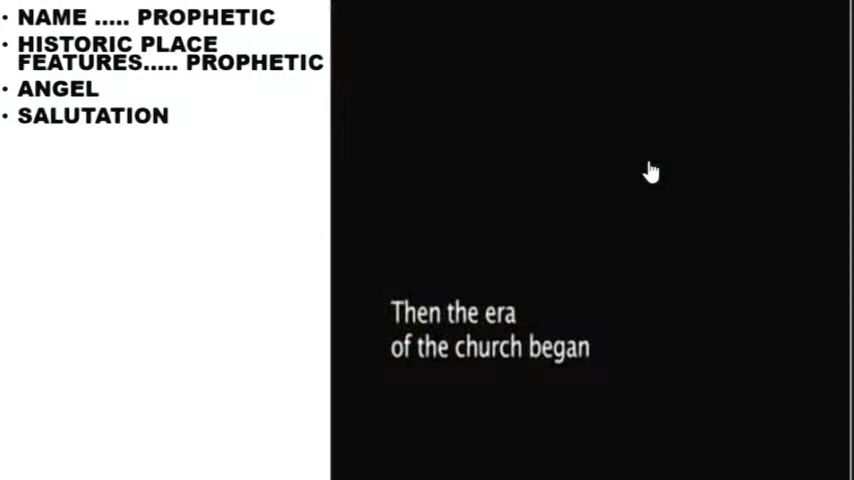 • NAME ..... PROPHETIC
• HISTORIC PLACE
FEATURES..... PROPHETIC
• ANGEL
• SALUTATION
Then the era
of the church began